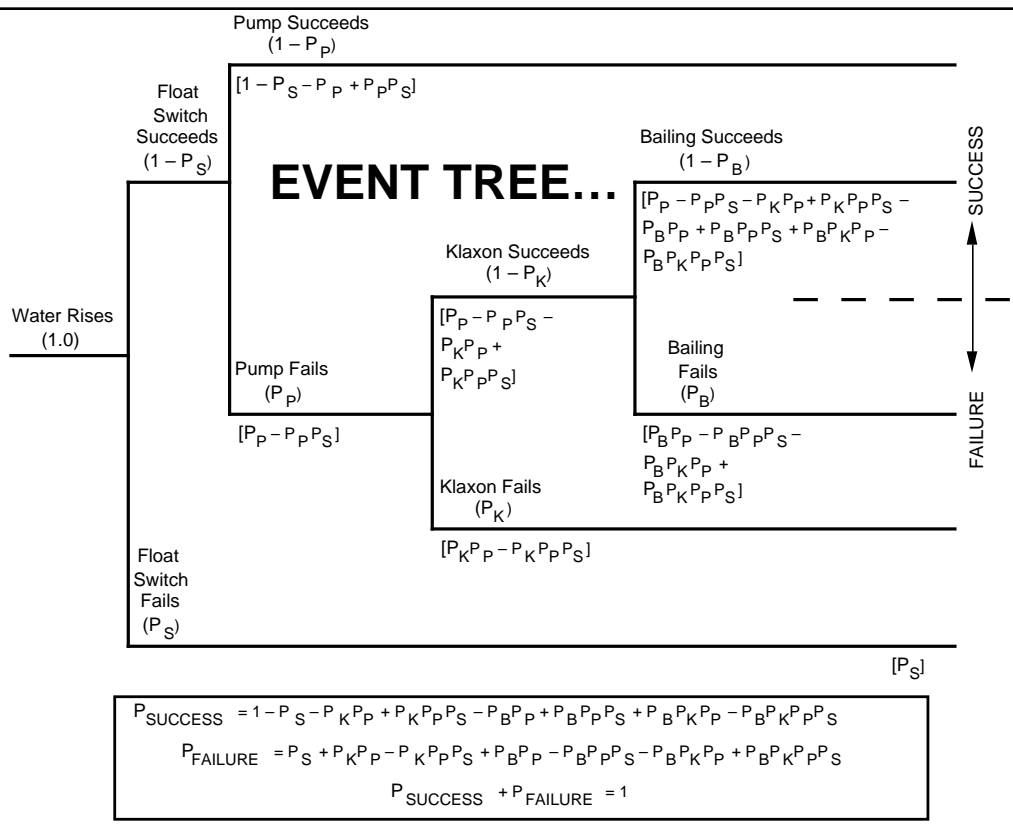 Pump Succeeds
(1 – P_P)
[1 – P_S – P_P + P_PP_S]
Float
Switch
Succeeds
(1 – P_S)
EVENT TREE…
Bailing Succeeds
(1 – P_B)
[P_P – P_PP_S – P_KP_P + P_KP_PP_S –
P_BP_P + P_BP_PP_S + P_BP_KP_P –
P_BP_KP_PP_S]
SUCCESS
Klaxon Succeeds
(1 – P_K)
[P_P – P_PP_S –
P_KP_P +
P_KP_PP_S]
Water Rises
(1.0)
Pump Fails
(P_P)
[P_P – P_PP_S]
Bailing
Fails
(P_B)
[P_BP_P – P_BP_PP_S –
P_BP_KP_P +
P_BP_KP_PP_S]
FAILURE
Klaxon Fails
(P_K)
[P_KP_P – P_KP_PP_S]
Float
Switch
Fails
(P_S)
[P_S]
P_SUCCESS = 1 – P_S – P_KP_P + P_KP_PP_S – P_BP_P + P_BP_PP_S + P_BP_KP_P – P_BP_KP_PP_S
P_FAILURE = P_S + P_KP_P – P_KP_PP_S + P_BP_P – P_BP_PP_S – P_BP_KP_P + P_BP_KP_PP_S
P_SUCCESS + P_FAILURE = 1